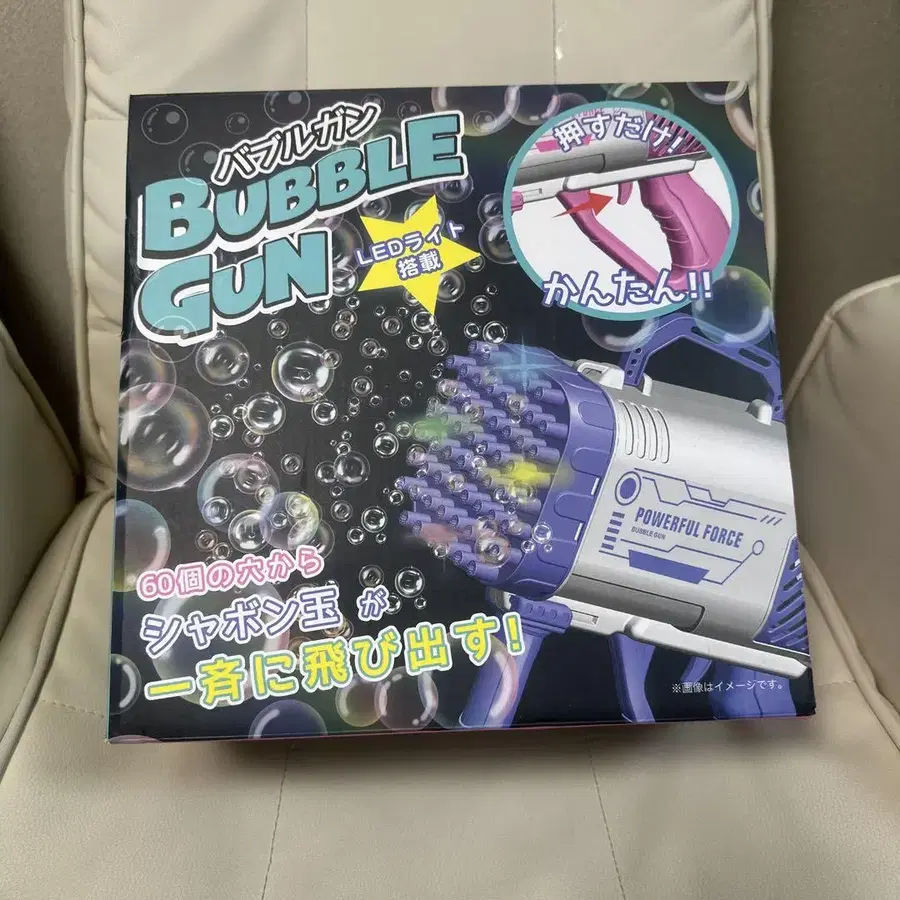 バブルガン
BUBBLE
GUN
LEDライト
搭載
押すだけ!
かんたん!!
POWERFUL FORCE
BUBBLE GUN
60個の穴から
シャボン玉 が
一斉に飛び出す!
※画像はイメージです。